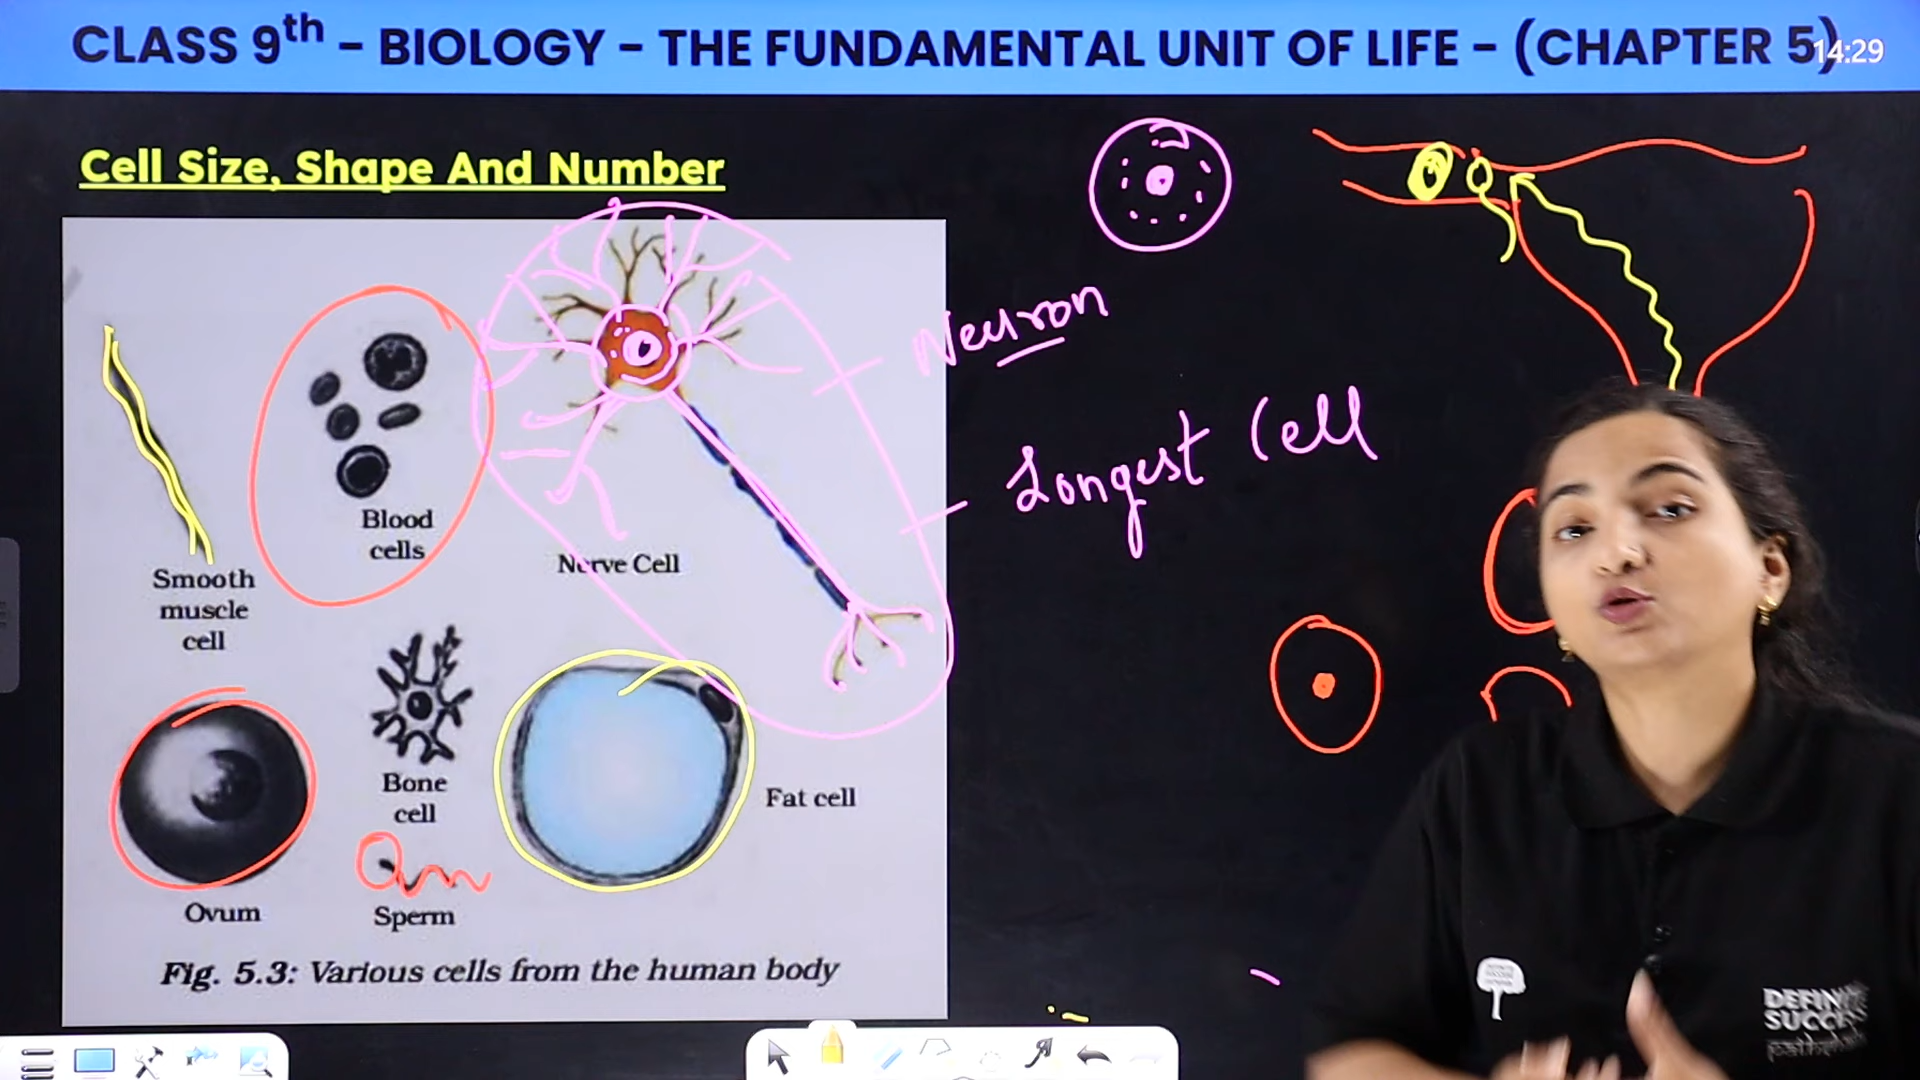 CLASS 9th - BIOLOGY - THE FUNDAMENTAL UNIT OF LIFE - (CHAPTER 5)
14:29
Cell Size, Shape And Number
Neuron
Longest Cell
Blood
cells
Nerve Cell
Smooth
muscle
cell
Bone
cell
Fat cell
Ovum
Sperm
Fig. 5.3: Various cells from the human body